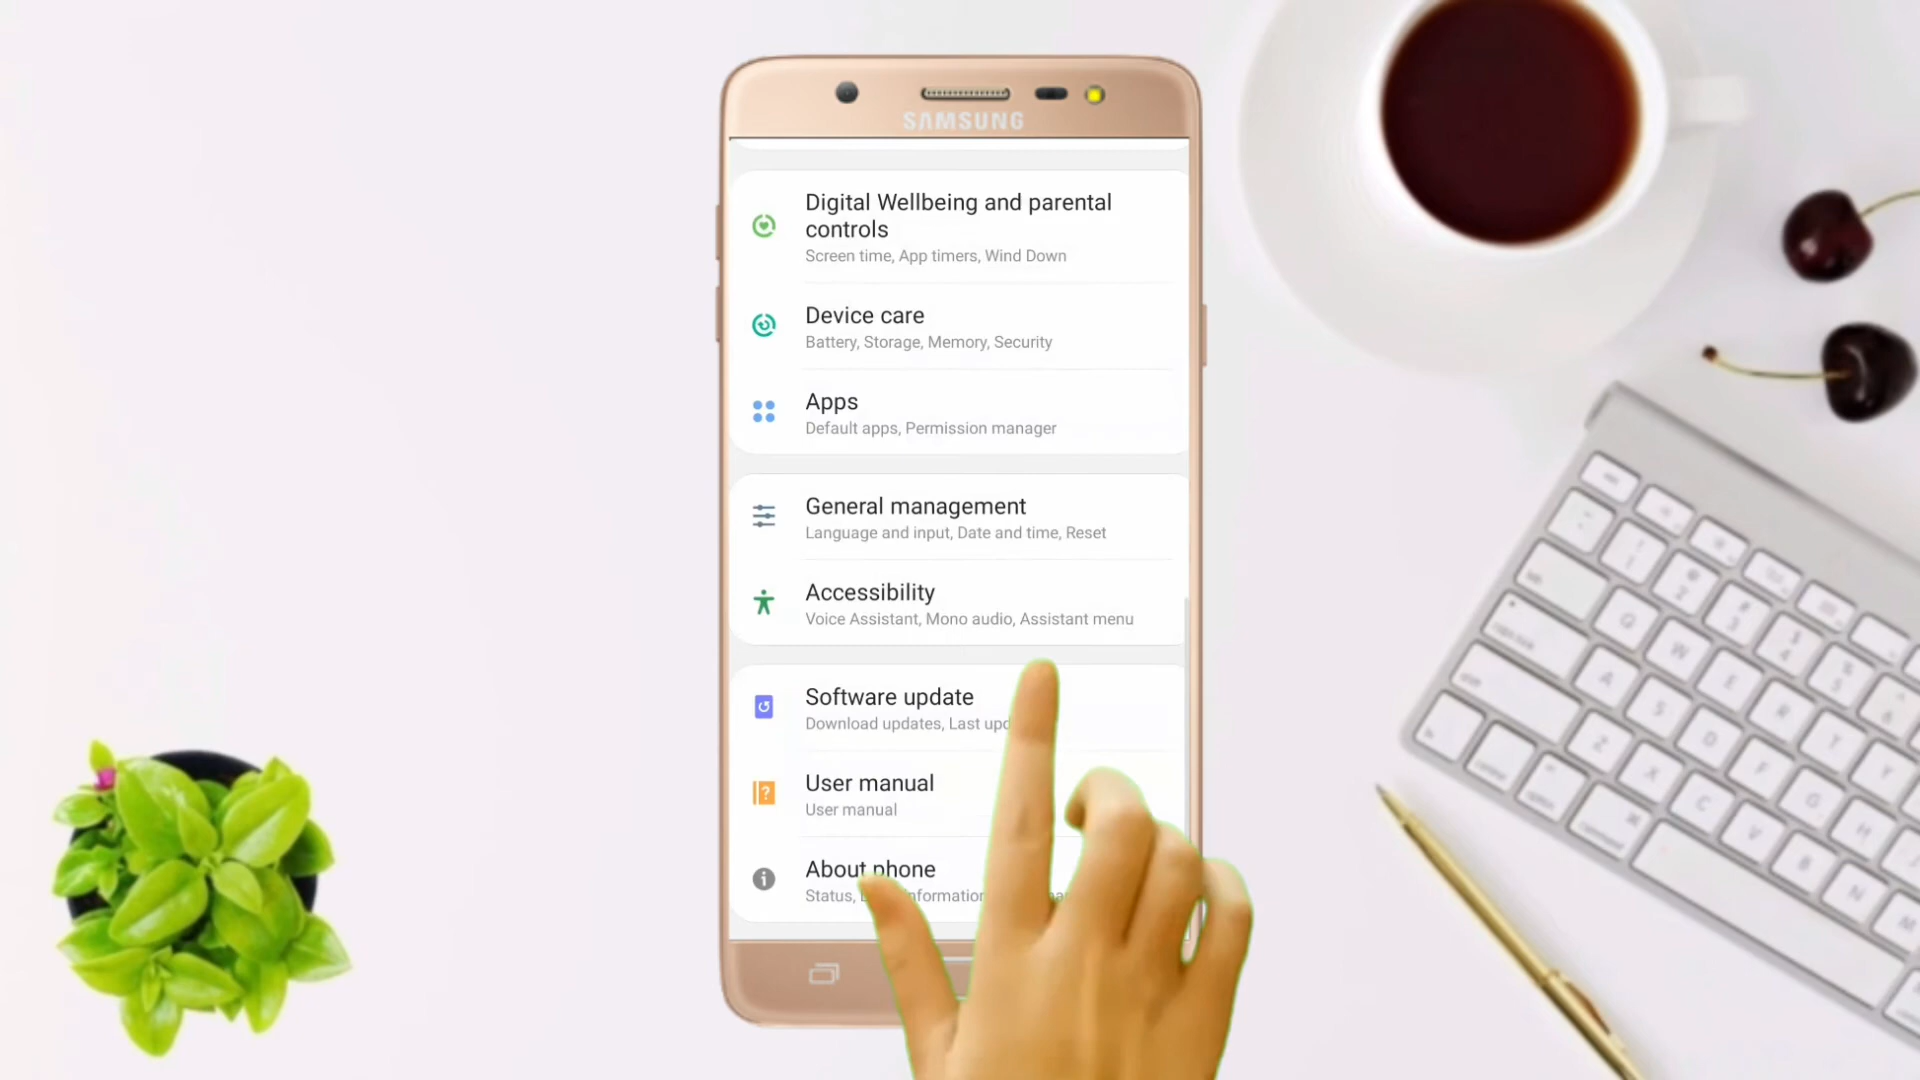 SAMSUNG
Digital Wellbeing and parental
controls
Screen time, App timers, Wind Down
Device care
Battery, Storage, Memory, Security
Apps
Default apps, Permission manager
General management
Language and input, Date and time, Reset
Accessibility
Voice Assistant, Mono audio, Assistant menu
Software update
Download updates, Last
User manual
User manual
About phone
Status,